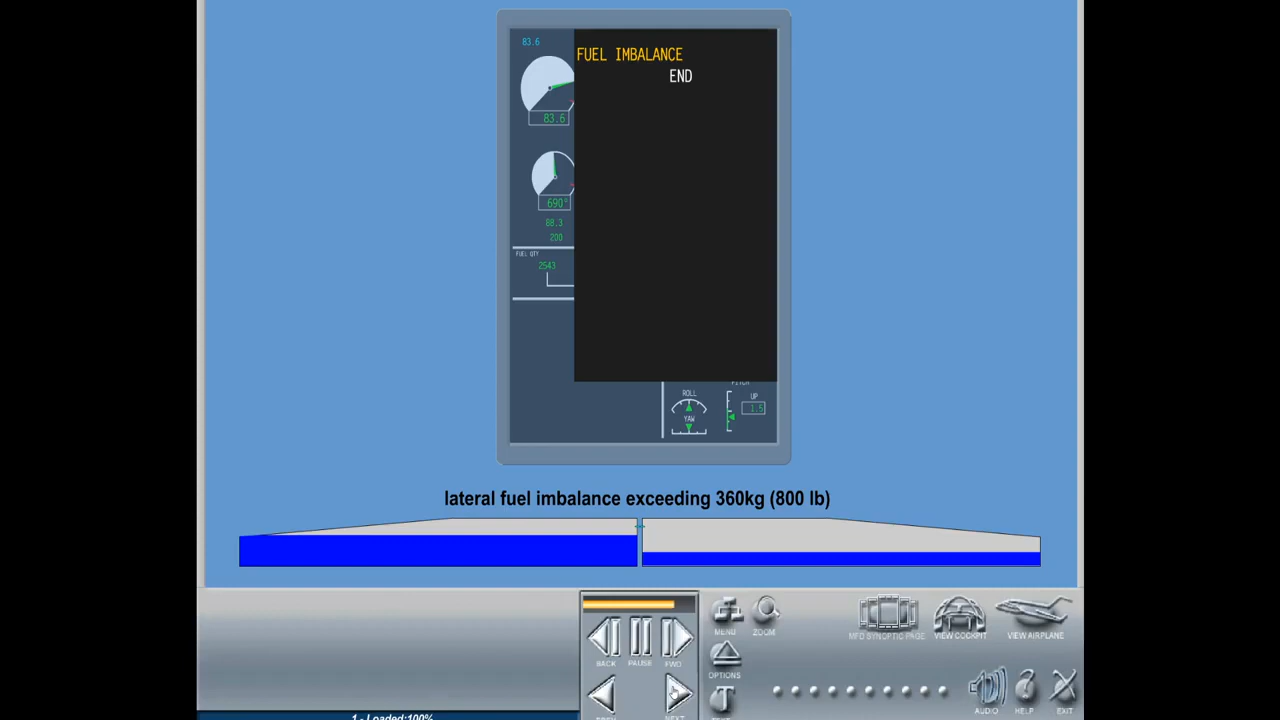 83.6
FUEL IMBALANCE
END
83.6
690°
88.3
200
FUEL QTY
2543
PITCH
ROLL
UP
1.5
YAW
lateral fuel imbalance exceeding 360kg (800 lb)
MENU
ZOOM
MFD SYNOPTIC PAGE
VIEW COCKPIT
VIEW AIRPLANE
BACK
PAUSE
FWD
OPTIONS
AUDIO
HELP
EXIT
NEXT
1 - Loaded:100%